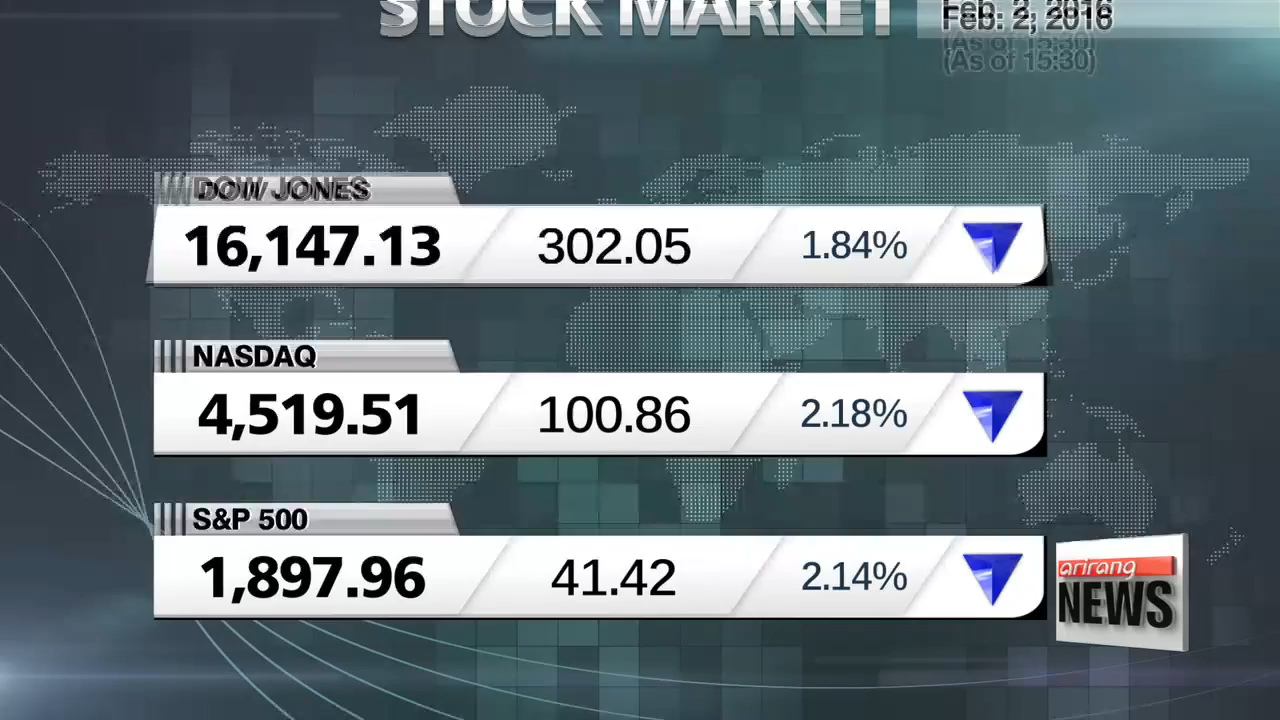 STOCK MARKET
Feb. 2, 2016
(As of 15:30)
DOW JONES
16,147.13 302.05 1.84%
NASDAQ
4,519.51 100.86 2.18%
S&P 500
1,897.96 41.42 2.14%
arirang
NEWS